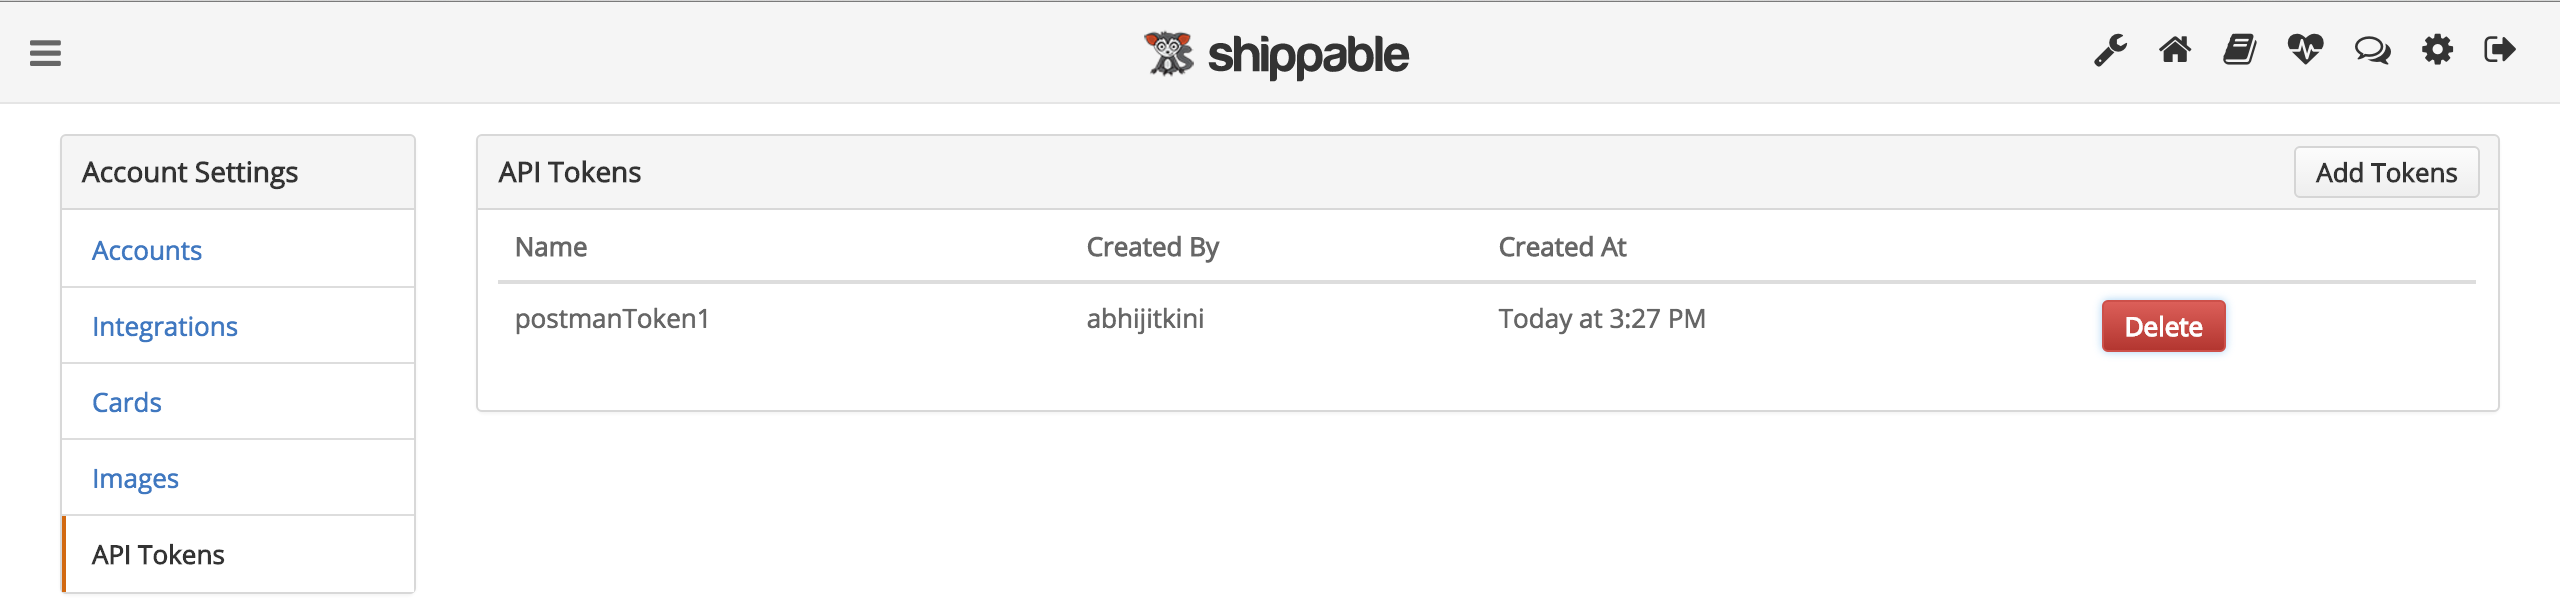 shippable
Account Settings
Accounts
Integrations
Cards
Images
API Tokens
API Tokens
Add Tokens
Name Created By Created At
postmanToken1 abhijitkini Today at 3:27 PM Delete